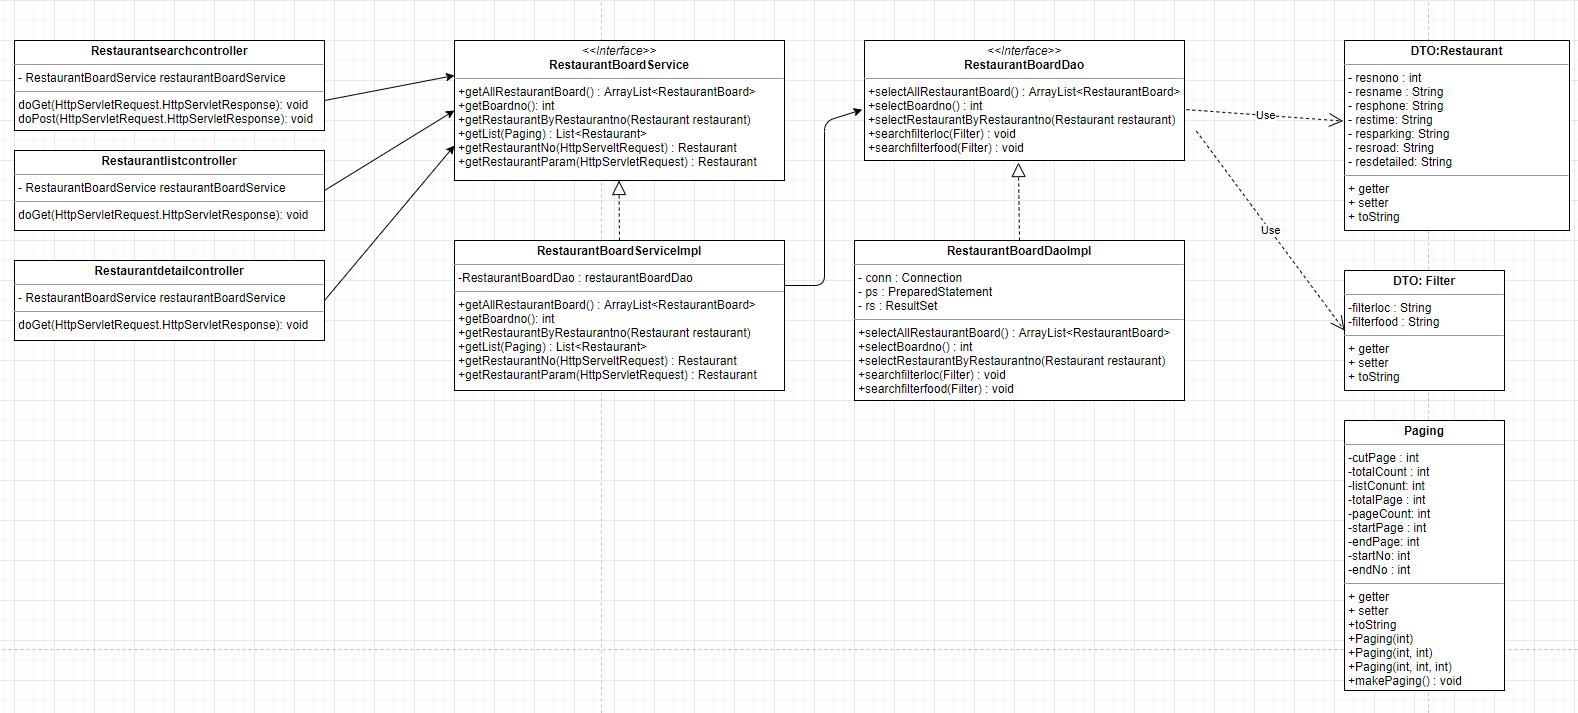 Restaurantsearchcontroller
- RestaurantBoardService restaurantBoardService
doGet(HttpServletRequest.HttpServletResponse): void
doPost(HttpServletRequest.HttpServletResponse): void
Restaurantlistcontroller
- RestaurantBoardService restaurantBoardService
doGet(HttpServletRequest.HttpServletResponse): void
Restaurantdetailcontroller
- RestaurantBoardService restaurantBoardService
doGet(HttpServletRequest.HttpServletResponse): void
<<Interface>>
RestaurantBoardService
+getAllRestaurantBoard() : ArrayList<RestaurantBoard>
+getBoardno(): int
+getRestaurantByRestaurantno(Restaurant restaurant)
+getList(Paging) : List<Restaurant>
+getRestaurantNo(HttpServeltRequest) : Restaurant
+getRestaurantParam(HttpServletRequest) : Restaurant
RestaurantBoardServiceImpl
-RestaurantBoardDao : restaurantBoardDao
+getAllRestaurantBoard() : ArrayList<RestaurantBoard>
+getBoardno(): int
+getRestaurantByRestaurantno(Restaurant restaurant)
+getList(Paging) : List<Restaurant>
+getRestaurantNo(HttpServeltRequest) : Restaurant
+getRestaurantParam(HttpServletRequest) : Restaurant
<<Interface>>
RestaurantBoardDao
+selectAllRestaurantBoard() : ArrayList<RestaurantBoard>
+selectBoardno() : int
+selectRestaurantByRestaurantno(Restaurant restaurant)
+searchfilterloc(Filter) : void
+searchfilterfood(Filter) : void
RestaurantBoardDaoImpl
- conn : Connection
- ps : PreparedStatement
- rs : ResultSet
+selectAllRestaurantBoard() : ArrayList<RestaurantBoard>
+selectBoardno() : int
+selectRestaurantByRestaurantno(Restaurant restaurant)
+searchfilterloc(Filter) : void
+searchfilterfood(Filter) : void
Use
Use
DTO:Restaurant
- resnono : int
- resname : String
- resphone: String
- restime: String
- resparking: String
- resroad: String
- resdetailed: String
+ getter
+ setter
+ toString
DTO: Filter
-filterloc : String
-filterfood : String
+ getter
+ setter
+ toString
Paging
-cutPage : int
-totalCount : int
-listConunt: int
-totalPage : int
-pageCount: int
-startPage : int
-endPage: int
-startNo: int
-endNo : int
+ getter
+ setter
+toString
+Paging(int)
+Paging(int, int)
+Paging(int, int, int)
+makePaging() : void